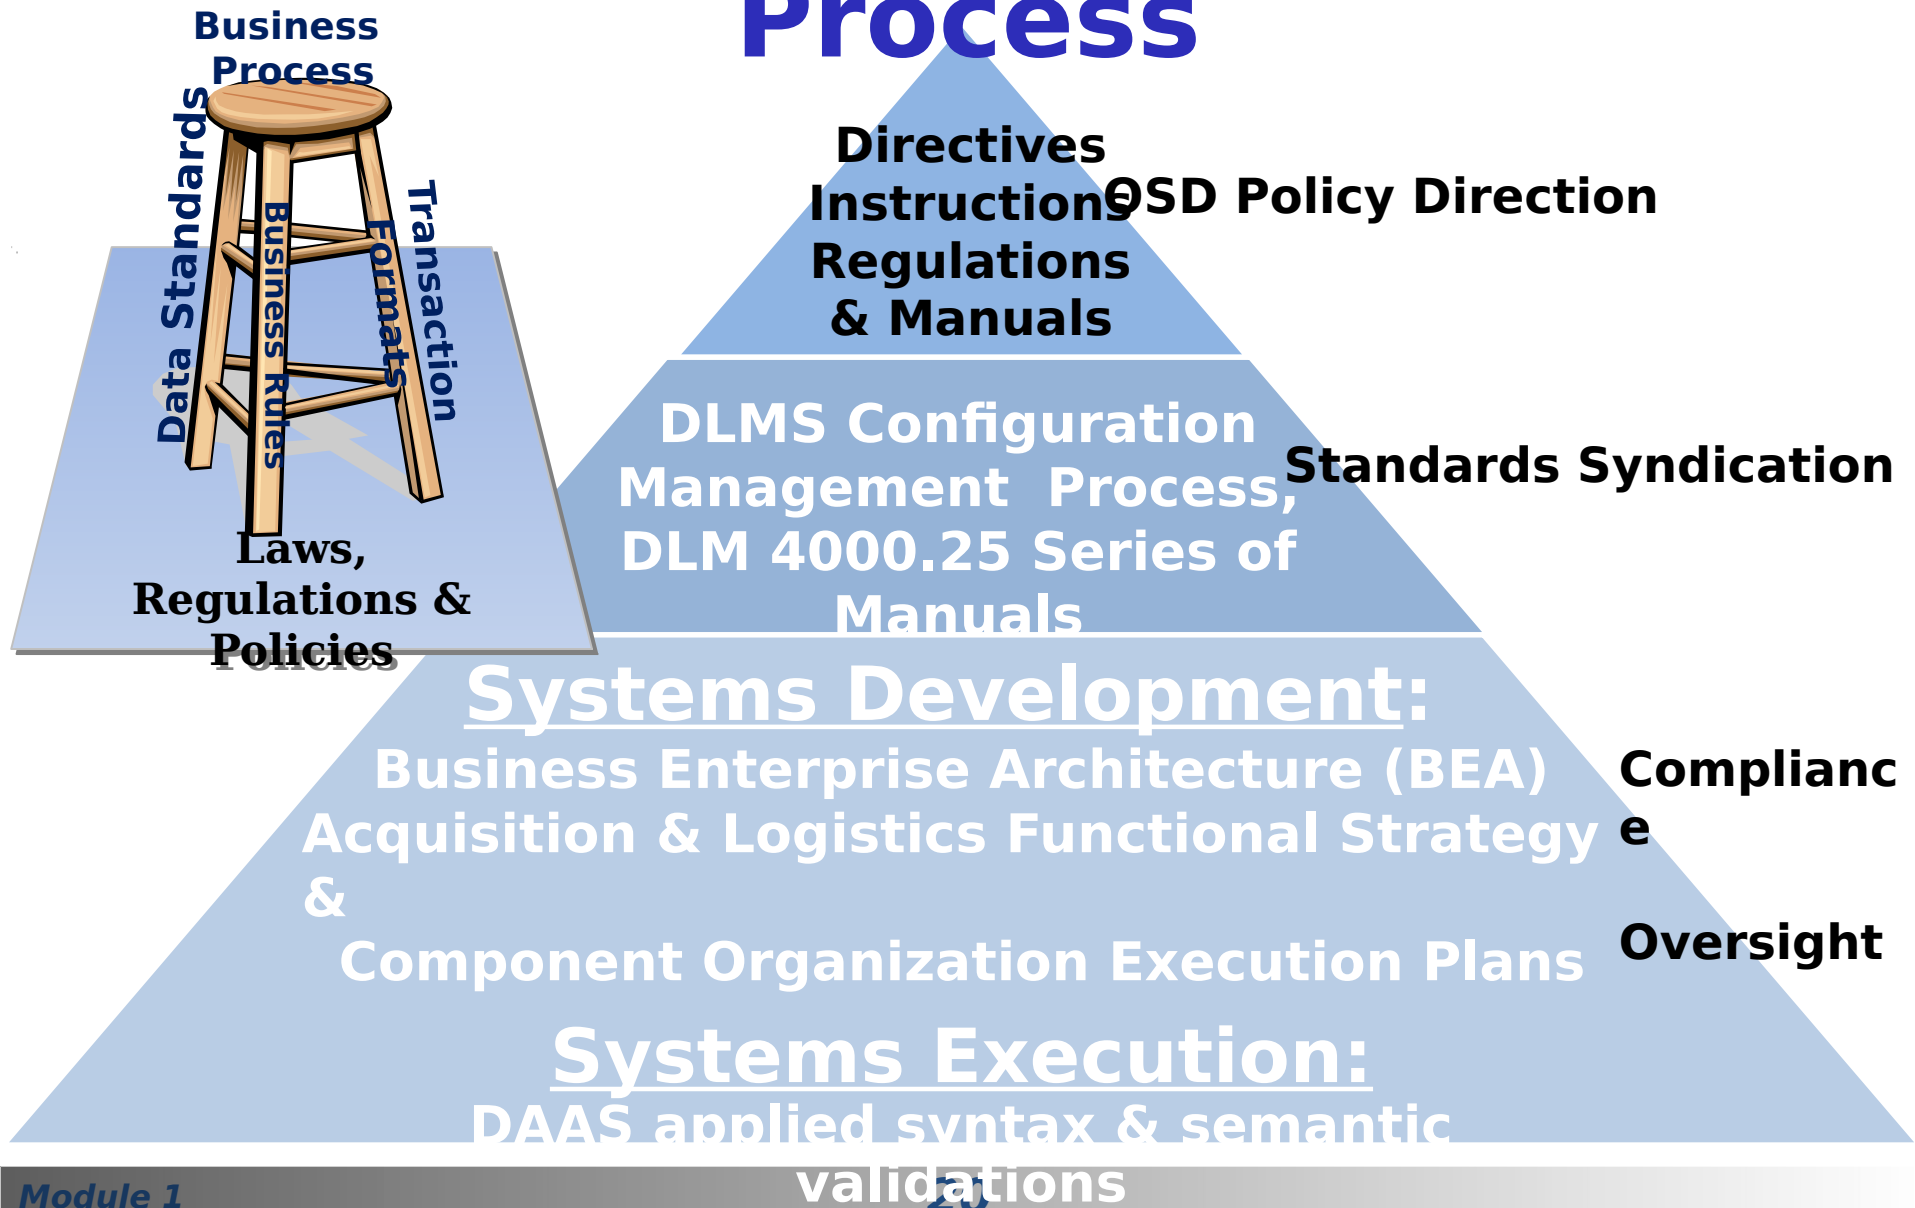 Process
Business
Process
Data Standards
Business Rules
Transaction
Formats
Laws,
Regulations &
Policies
Directives
Instructions
Regulations
& Manuals
OSD Policy Direction
DLMS Configuration
Management Process,
DLM 4000.25 Series of
Manuals
Standards Syndication
Systems Development:
Business Enterprise Architecture (BEA)
Acquisition & Logistics Functional Strategy
&
Component Organization Execution Plans
Complianc
e
Oversight
Systems Execution:
DAAS applied syntax & semantic
validations
Module 1
20